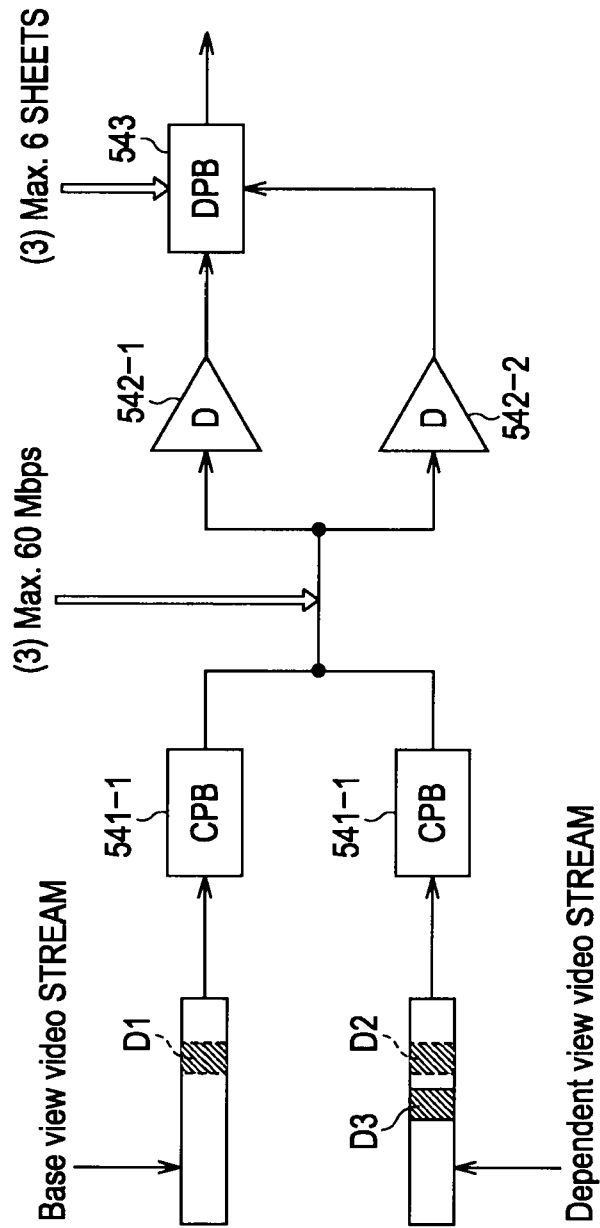 (3) Max. 6 SHEETS
543
DPB
(3) Max. 60 Mbps
542-1
D
542-2
D
541-1
CPB
541-1
CPB
Base view video STREAM
D1
D2
D3
Dependent view video STREAM